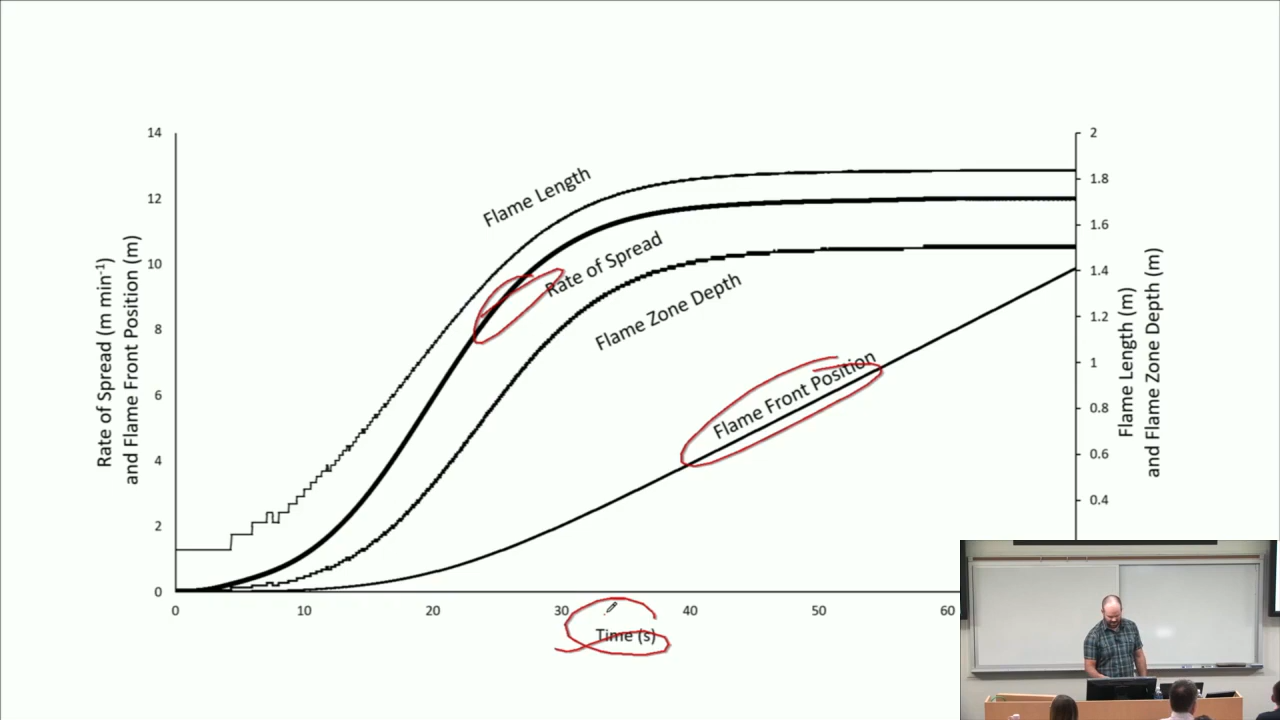 14
12
10
8
6
4
2
0
Rate of Spread (m min⁻¹)
and Flame Front Position (m)
Flame Length
Rate of Spread
Flame Zone Depth
Flame Front Position
2
1.8
1.6
1.4
1.2
1
0.8
0.6
0.4
Flame Length (m)
and Flame Zone Depth (m)
0
10
20
30
40
50
60
Time (s)